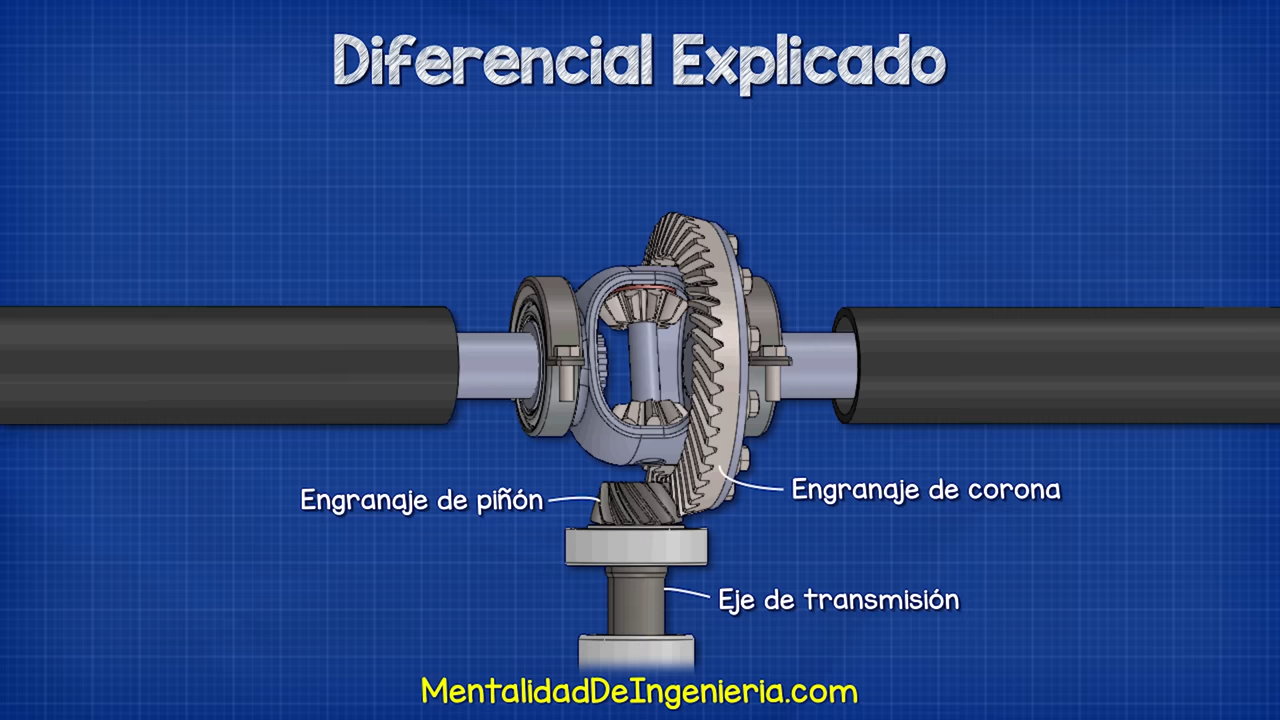 Diferencial Explicado
Engranaje de piñón
Engranaje de corona
Eje de transmisión
MentalidadDeIngenieria.com